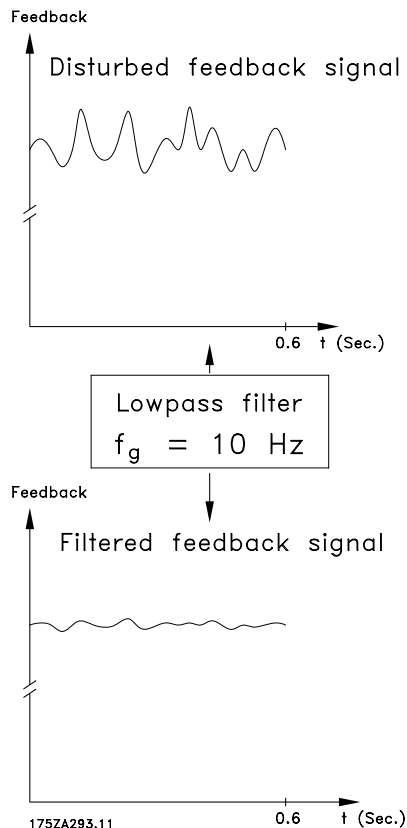 Feedback
Disturbed feedback signal
0.6 t (Sec.)
Lowpass filter
fg = 10 Hz
Feedback
Filtered feedback signal
0.6 t (Sec.)
175ZA293.11